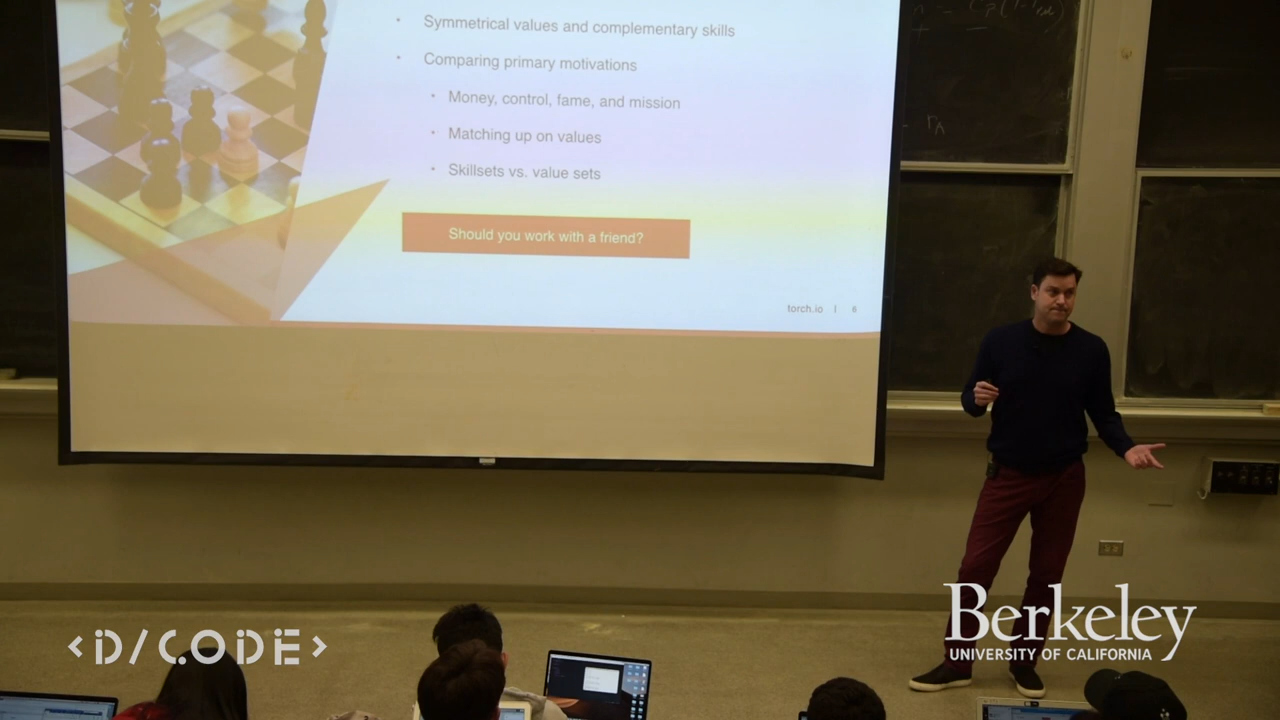 Symmetrical values and complementary skills
Comparing primary motivations
Money, control, fame, and mission
Matching up on values
Skillsets vs. value sets
Should you work with a friend?
torch.io | 6
<D/CODE>
Berkeley
UNIVERSITY OF CALIFORNIA